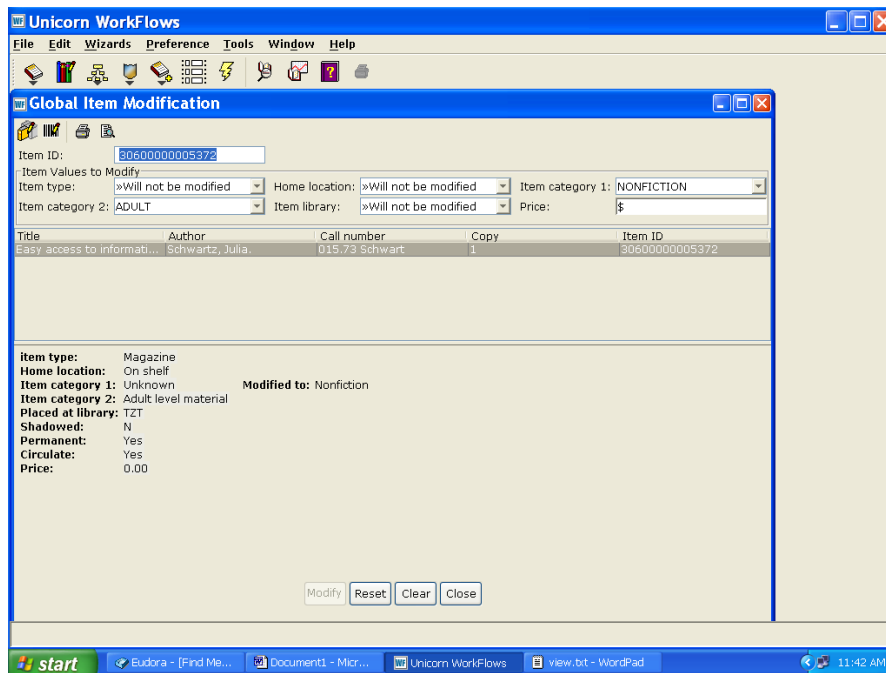 Unicorn WorkFlows
File Edit Wizards Preference Tools Window Help
Global Item Modification
Item ID: 30600000005372
Item Values to Modify
Item type: »Will not be modified Home location: »Will not be modified Item category 1: NONFICTION
Item category 2: ADULT Item library: »Will not be modified Price: $
Title Author Call number Copy Item ID
Easy access to informati... Schwartz, Julia. 015.73 Schwart 1 30600000005372
item type: Magazine
Home location: On shelf
Item category 1: Unknown Modified to: Nonfiction
Item category 2: Adult level material
Placed at library: TZT
Shadowed: N
Permanent: Yes
Circulate: Yes
Price: 0.00
Modify Reset Clear Close
start Eudora - [Find Me... Document1 - Micr... Unicorn WorkFlows view.txt - WordPad 11:42 AM